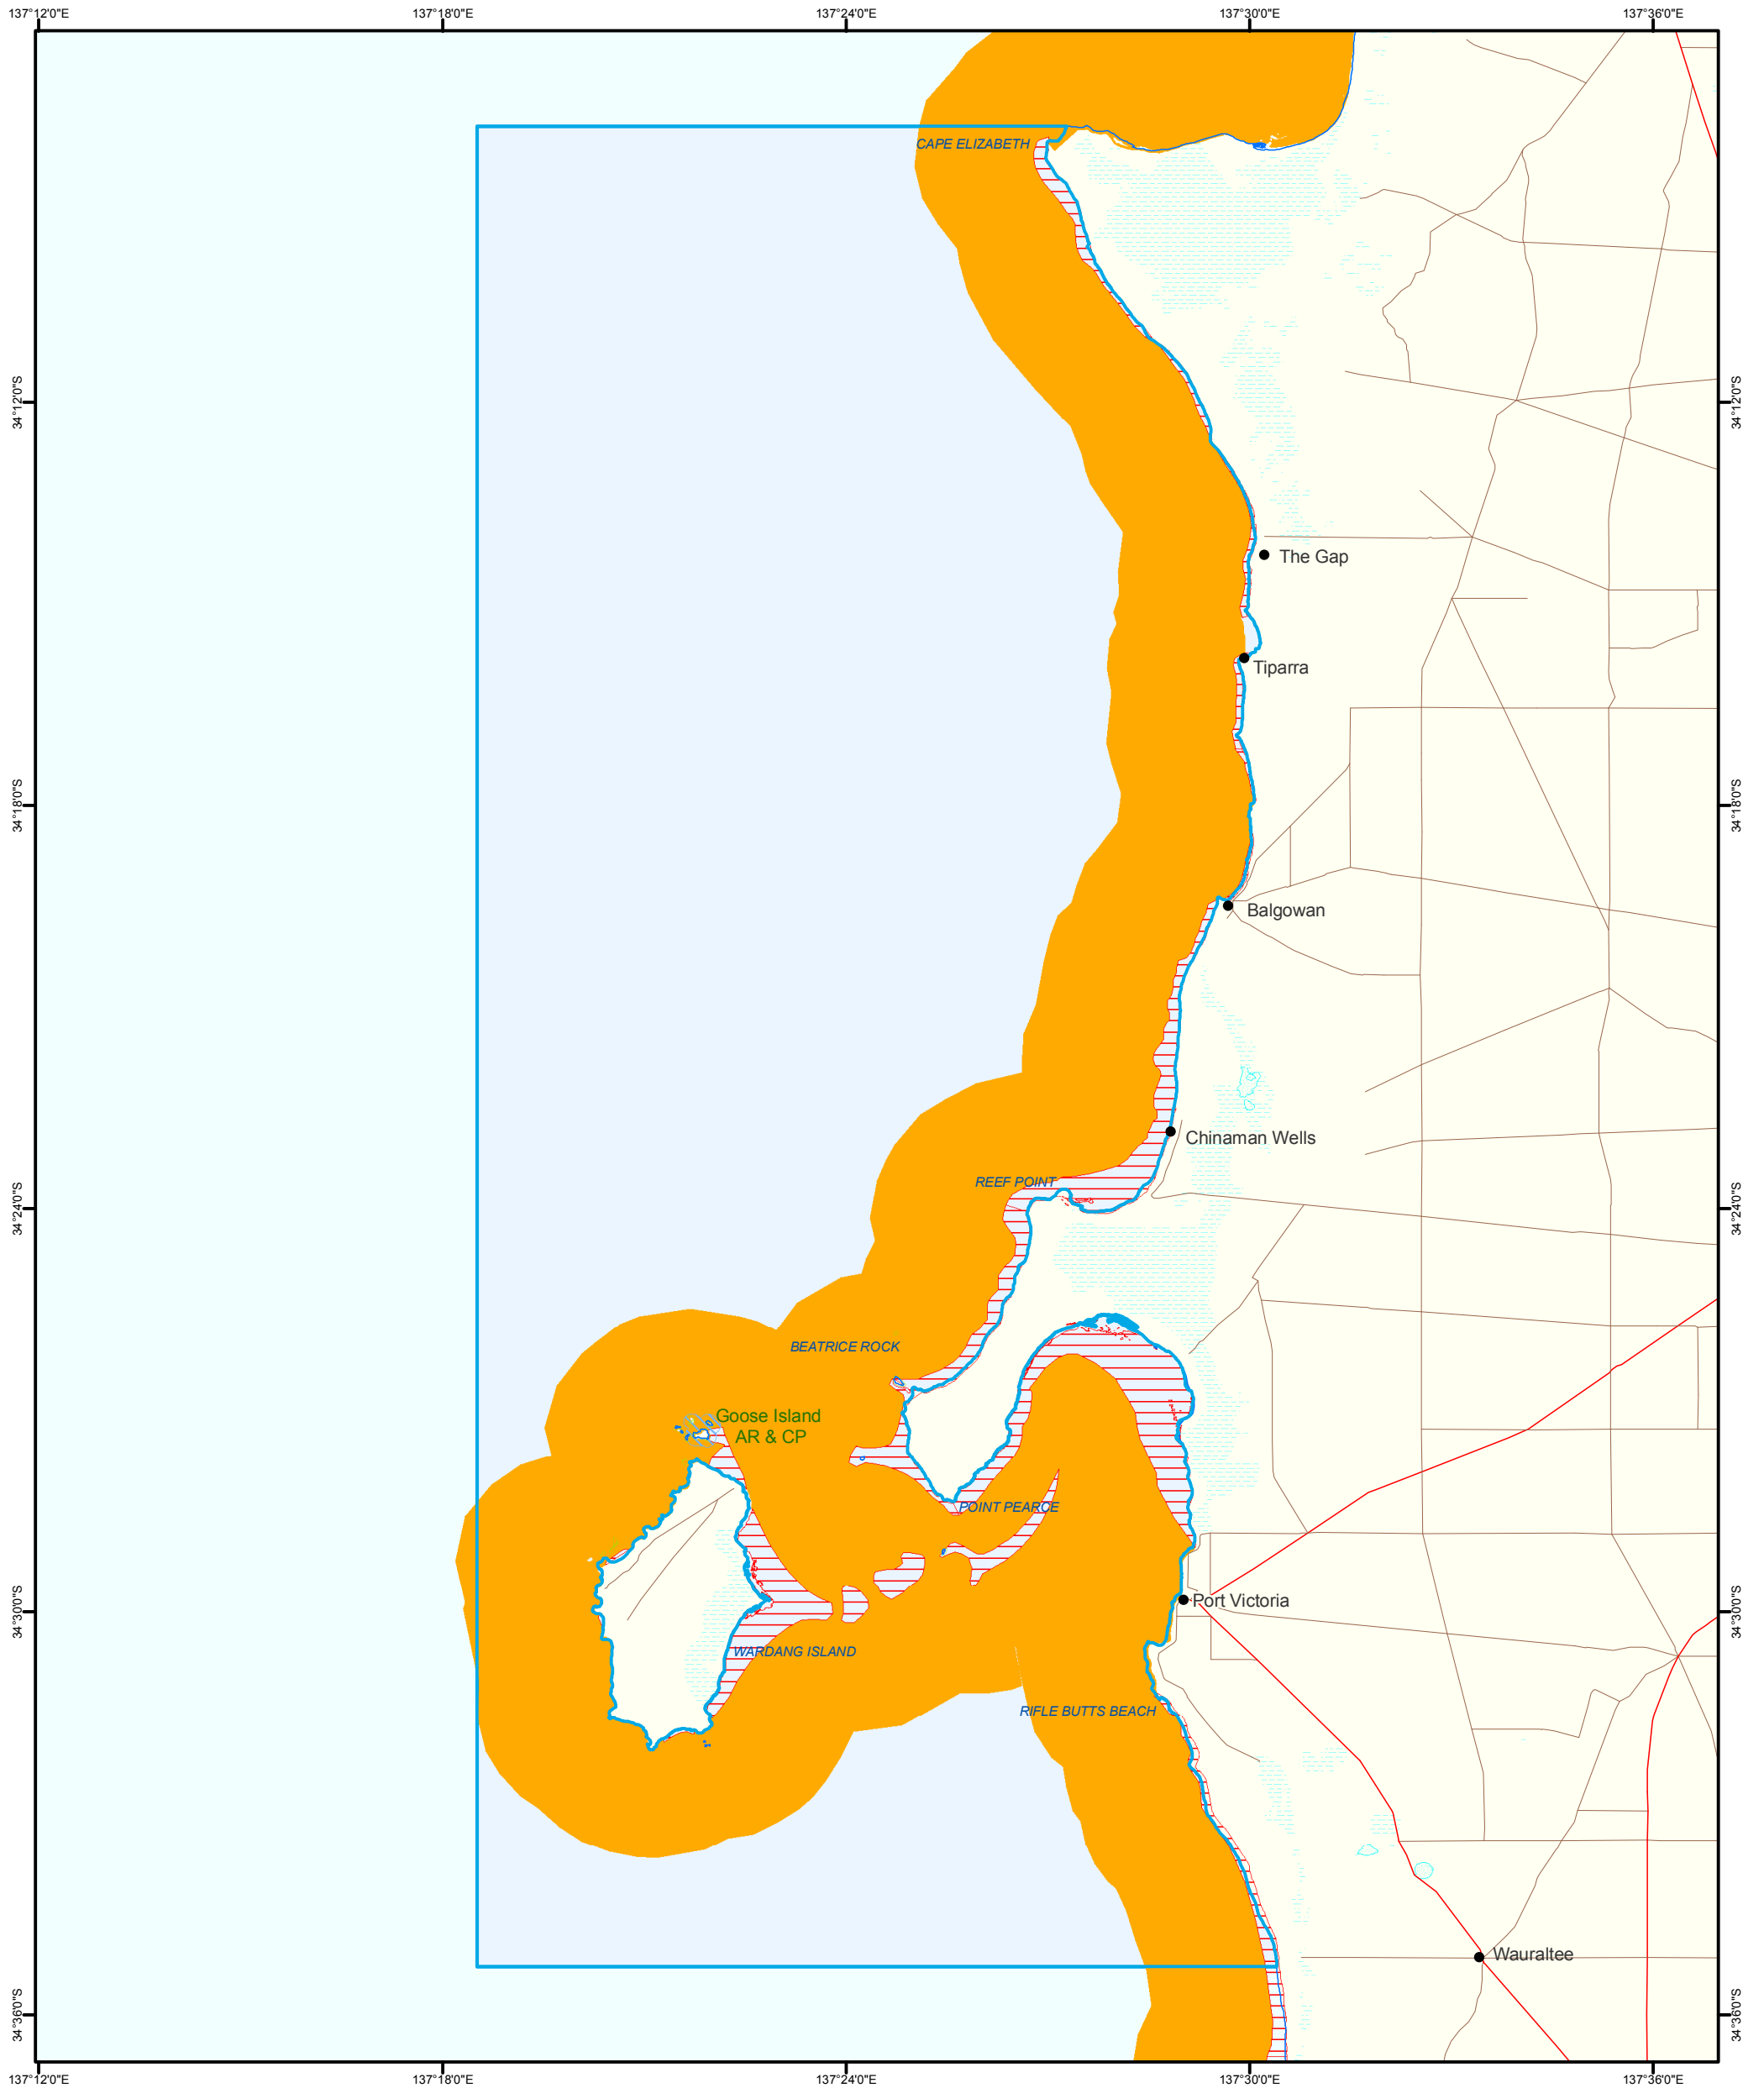 137°12'0"E
137°18'0"E
137°24'0"E
137°30'0"E
137°36'0"E
CAPE ELIZABETH
34°12'0"S
34°12'0"S
The Gap
Tiparra
34°18'0"S
34°18'0"S
Balgowan
Chinaman Wells
REEF POINT
34°24'0"S
34°24'0"S
BEATRICE ROCK
Goose Island
AR & CP
POINT PEARCE
Port Victoria
34°30'0"S
34°30'0"S
WARDANG ISLAND
RIFLE BUTTS BEACH
Wauraltee
34°36'0"S
34°36'0"S
137°12'0"E
137°18'0"E
137°24'0"E
137°30'0"E
137°36'0"E